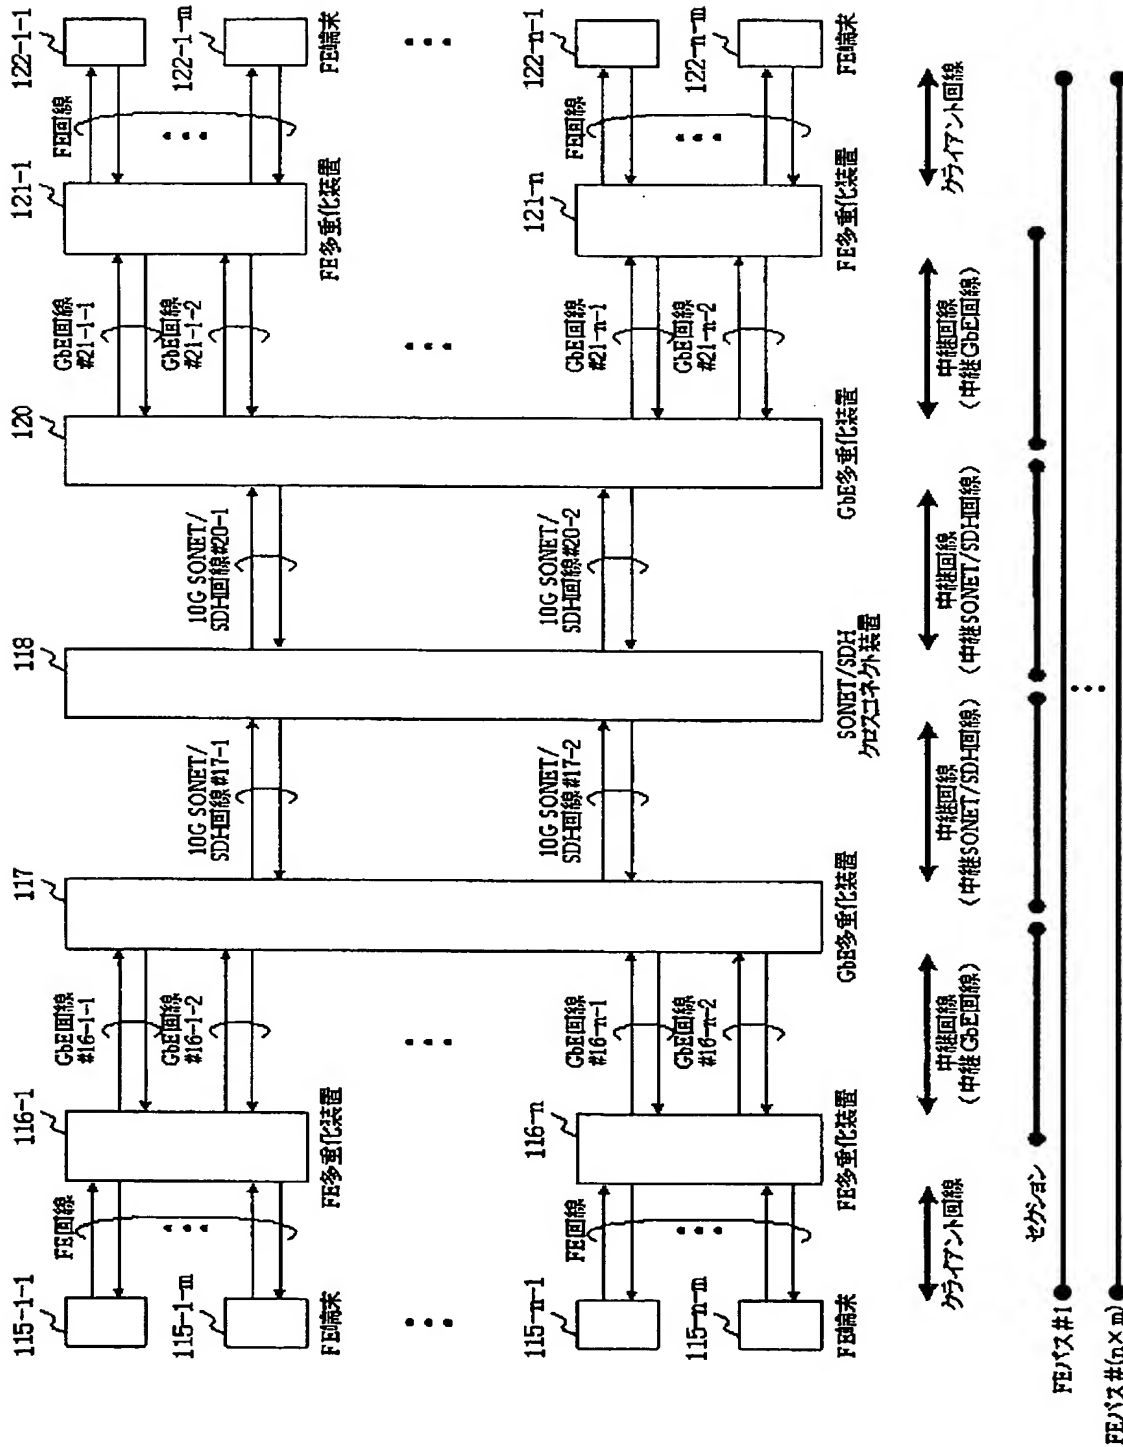 115-1-1
115-1-m
FE端末
115-n-1
115-n-m
FE端末
FE回線
FE回線
116-1
FE多重化装置
116-n
FE多重化装置
GbE回線
#16-1-1
GbE回線
#16-1-2
GbE回線
#16-n-1
GbE回線
#16-n-2
117
GbE多重化装置
10G SONET/
SDH回線#17-1
10G SONET/
SDH回線#17-2
118
SONET/SDH
クロスコネクト装置
10G SONET/
SDH回線#20-1
10G SONET/
SDH回線#20-2
120
GbE多重化装置
GbE回線
#21-1-1
GbE回線
#21-1-2
GbE回線
#21-n-1
GbE回線
#21-n-2
121-1
FE多重化装置
121-n
FE多重化装置
FE回線
FE回線
122-1-1
122-1-m
FE端末
122-n-1
122-n-m
FE端末
クライアント回線
中継回線
(中継GbE回線)
中継回線
(中継SONET/SDH回線)
中継回線
(中継SONET/SDH回線)
中継回線
(中継GbE回線)
クライアント回線
セクション
FEパス#1
FEパス#(n×m)